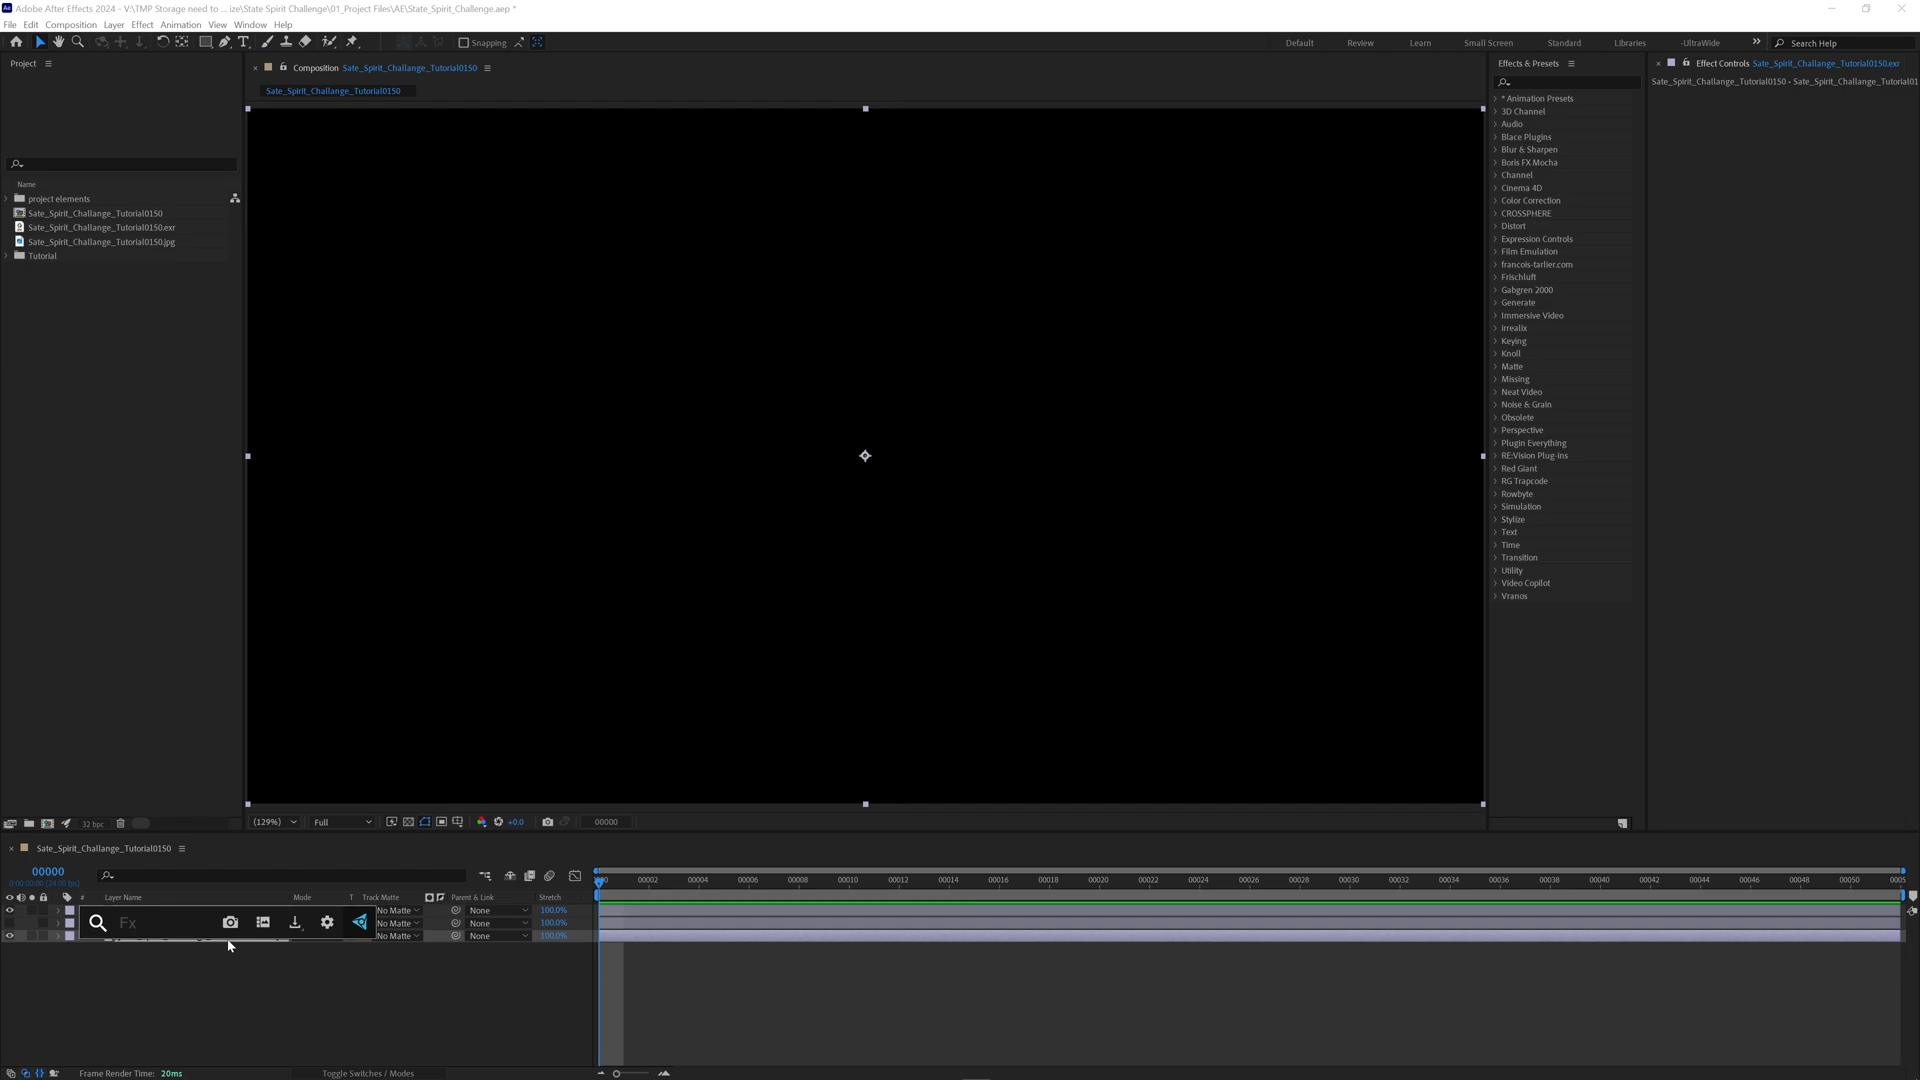 Adobe After Effects 2024 - V:\TMP Storage need to ... ize\State Spirit Challenge\01_Project Files\AE\State_Spirit_Challenge.aep *
File Edit Composition Layer Effect Animation View Window Help
Snapping
Default Review Learn Small Screen Standard Libraries -UltraWide Search Help
Project
Composition Sate_Spirit_Challange_Tutorial0150
Effects & Presets
Effect Controls Sate_Spirit_Challange_Tutorial0150.exr
Sate_Spirit_Challange_Tutorial0150 • Sate_Spirit_Challange_Tutorial01
Sate_Spirit_Challange_Tutorial0150
Name
project elements
Sate_Spirit_Challange_Tutorial0150
Sate_Spirit_Challange_Tutorial0150.exr
Sate_Spirit_Challange_Tutorial0150.jpg
Tutorial
* Animation Presets
3D Channel
Audio
Blace Plugins
Blur & Sharpen
Boris FX Mocha
Channel
Cinema 4D
Color Correction
CROSSPHERE
Distort
Expression Controls
Film Emulation
francois-tarlier.com
Frischluft
Gabgren 2000
Generate
Immersive Video
irrealix
Keying
Knoll
Matte
Missing
Neat Video
Noise & Grain
Obsolete
Perspective
Plugin Everything
RE:Vision Plug-ins
Red Giant
RG Trapcode
Rowbyte
Simulation
Stylize
Text
Time
Transition
Utility
Video Copilot
Vranos
32 bpc
(129%) Full +0.0 00000
Sate_Spirit_Challange_Tutorial0150
00000
0:00:00:00 (24.00 fps)
00002 00004 00006 00008 00010 00012 00014 00016 00018 00020 00022 00024 00026 00028 00030 00032 00034 00036 00038 00040 00042 00044 00046 00048 00050 0005
# Layer Name Mode T Track Matte Parent & Link Stretch
No Matte None 100.0%
Fx
No Matte None 100.0%
No Matte None 100.0%
Frame Render Time: 20ms
Toggle Switches / Modes